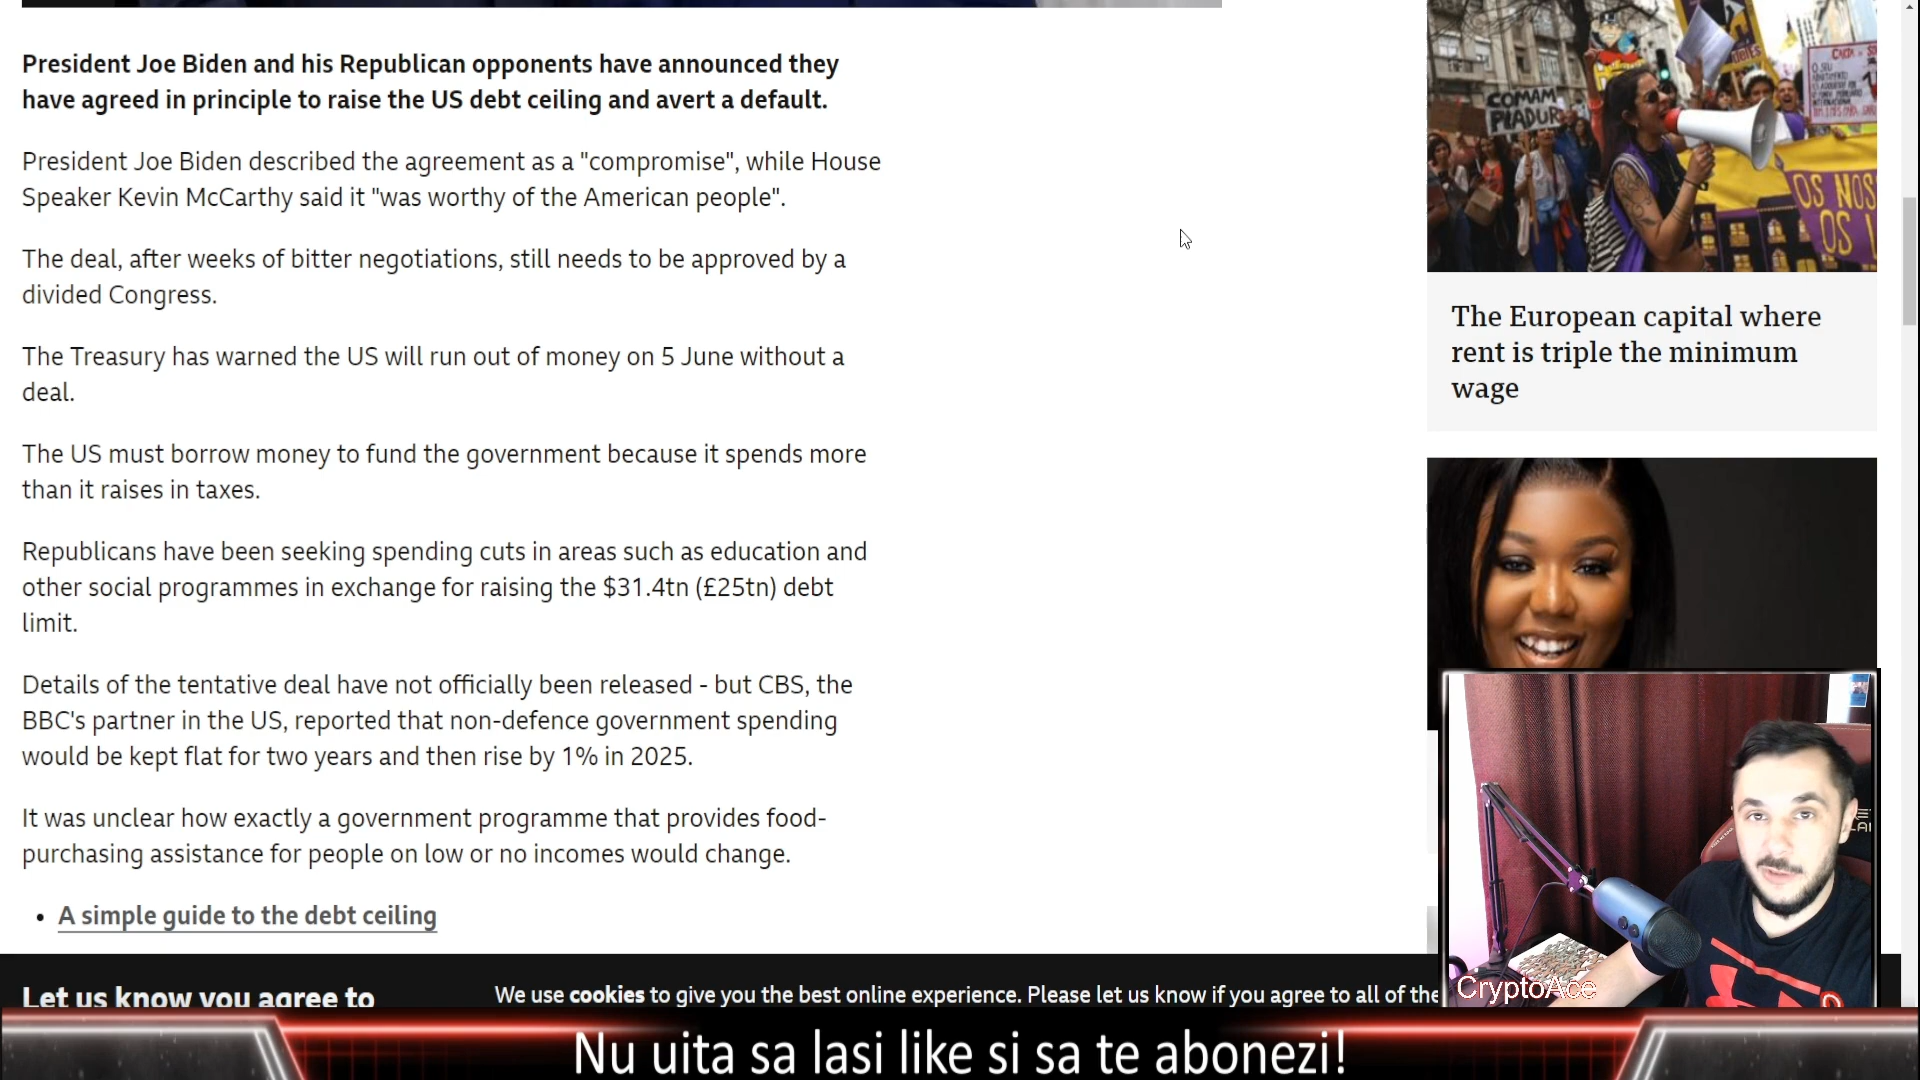 President Joe Biden and his Republican opponents have announced they
have agreed in principle to raise the US debt ceiling and avert a default.
President Joe Biden described the agreement as a "compromise", while House
Speaker Kevin McCarthy said it "was worthy of the American people".
The deal, after weeks of bitter negotiations, still needs to be approved by a
divided Congress.
The Treasury has warned the US will run out of money on 5 June without a
deal.
The US must borrow money to fund the government because it spends more
than it raises in taxes.
Republicans have been seeking spending cuts in areas such as education and
other social programmes in exchange for raising the $31.4tn (£25tn) debt
limit.
Details of the tentative deal have not officially been released - but CBS, the
BBC's partner in the US, reported that non-defence government spending
would be kept flat for two years and then rise by 1% in 2025.
It was unclear how exactly a government programme that provides food-
purchasing assistance for people on low or no incomes would change.
• A simple guide to the debt ceiling
COMAM
OS NOS
OS
The European capital where
rent is triple the minimum
wage
Let us know you agree to
We use cookies to give you the best online experience. Please let us know if you agree to all of the
CryptoAce
Nu uita sa lasi like si sa te abonezi!